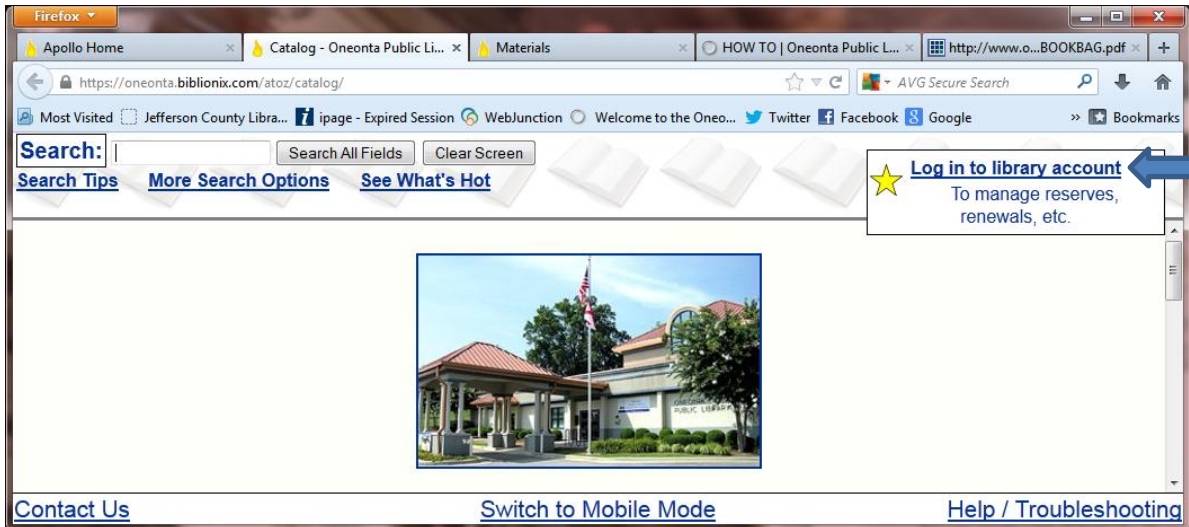 Firefox
Apollo Home
Catalog - Oneonta Public Li...
Materials
HOW TO | Oneonta Public L...
http://www.o...BOOKBAG.pdf
https://oneonta.biblionix.com/atoz/catalog/
AVG Secure Search
Most Visited
Jefferson County Libra...
ipage - Expired Session
WebJunction
Welcome to the Oneo...
Twitter
Facebook
Google
Bookmarks
Search:
Search All Fields
Clear Screen
Search Tips
More Search Options
See What's Hot
Log in to library account
To manage reserves,
renewals, etc.
PUBLIC LIBRARY
Contact Us
Switch to Mobile Mode
Help / Troubleshooting